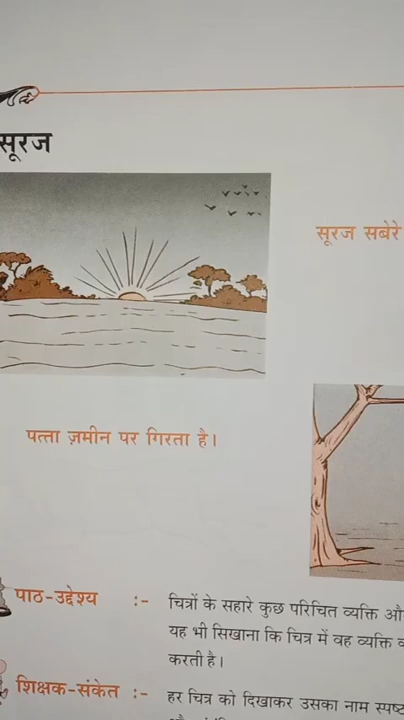 सूरज
सूरज सबेरे
पत्ता ज़मीन पर गिरता है।
पाठ-उद्देश्य :- चित्रों के सहारे कुछ परिचित व्यक्ति
यह भी सिखाना कि चित्र में वह व्यक्ति
करती है।
शिक्षक-संकेत :- हर चित्र को दिखाकर उसका नाम